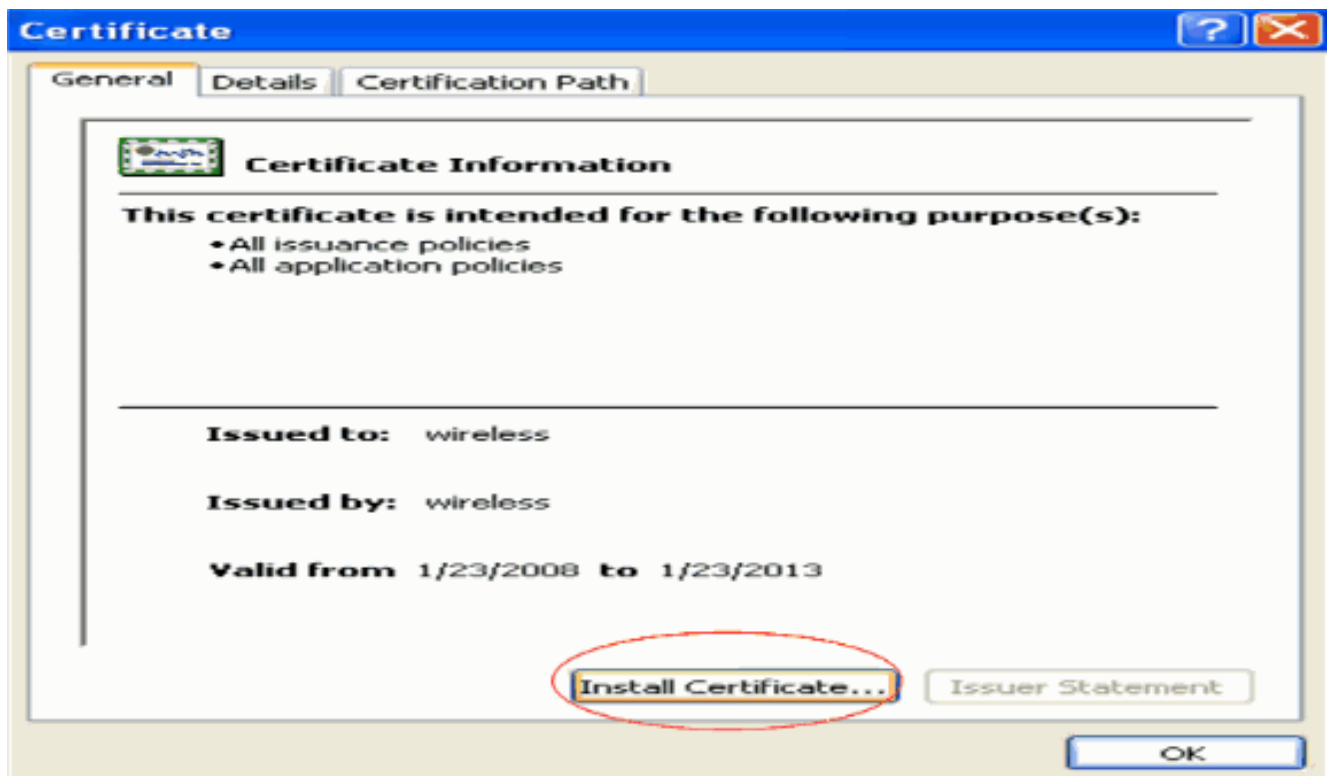 Certificate
General Details Certification Path
Certificate Information
This certificate is intended for the following purpose(s):
•All issuance policies
•All application policies
Issued to: wireless
Issued by: wireless
Valid from 1/23/2008 to 1/23/2013
Install Certificate... Issuer Statement
OK